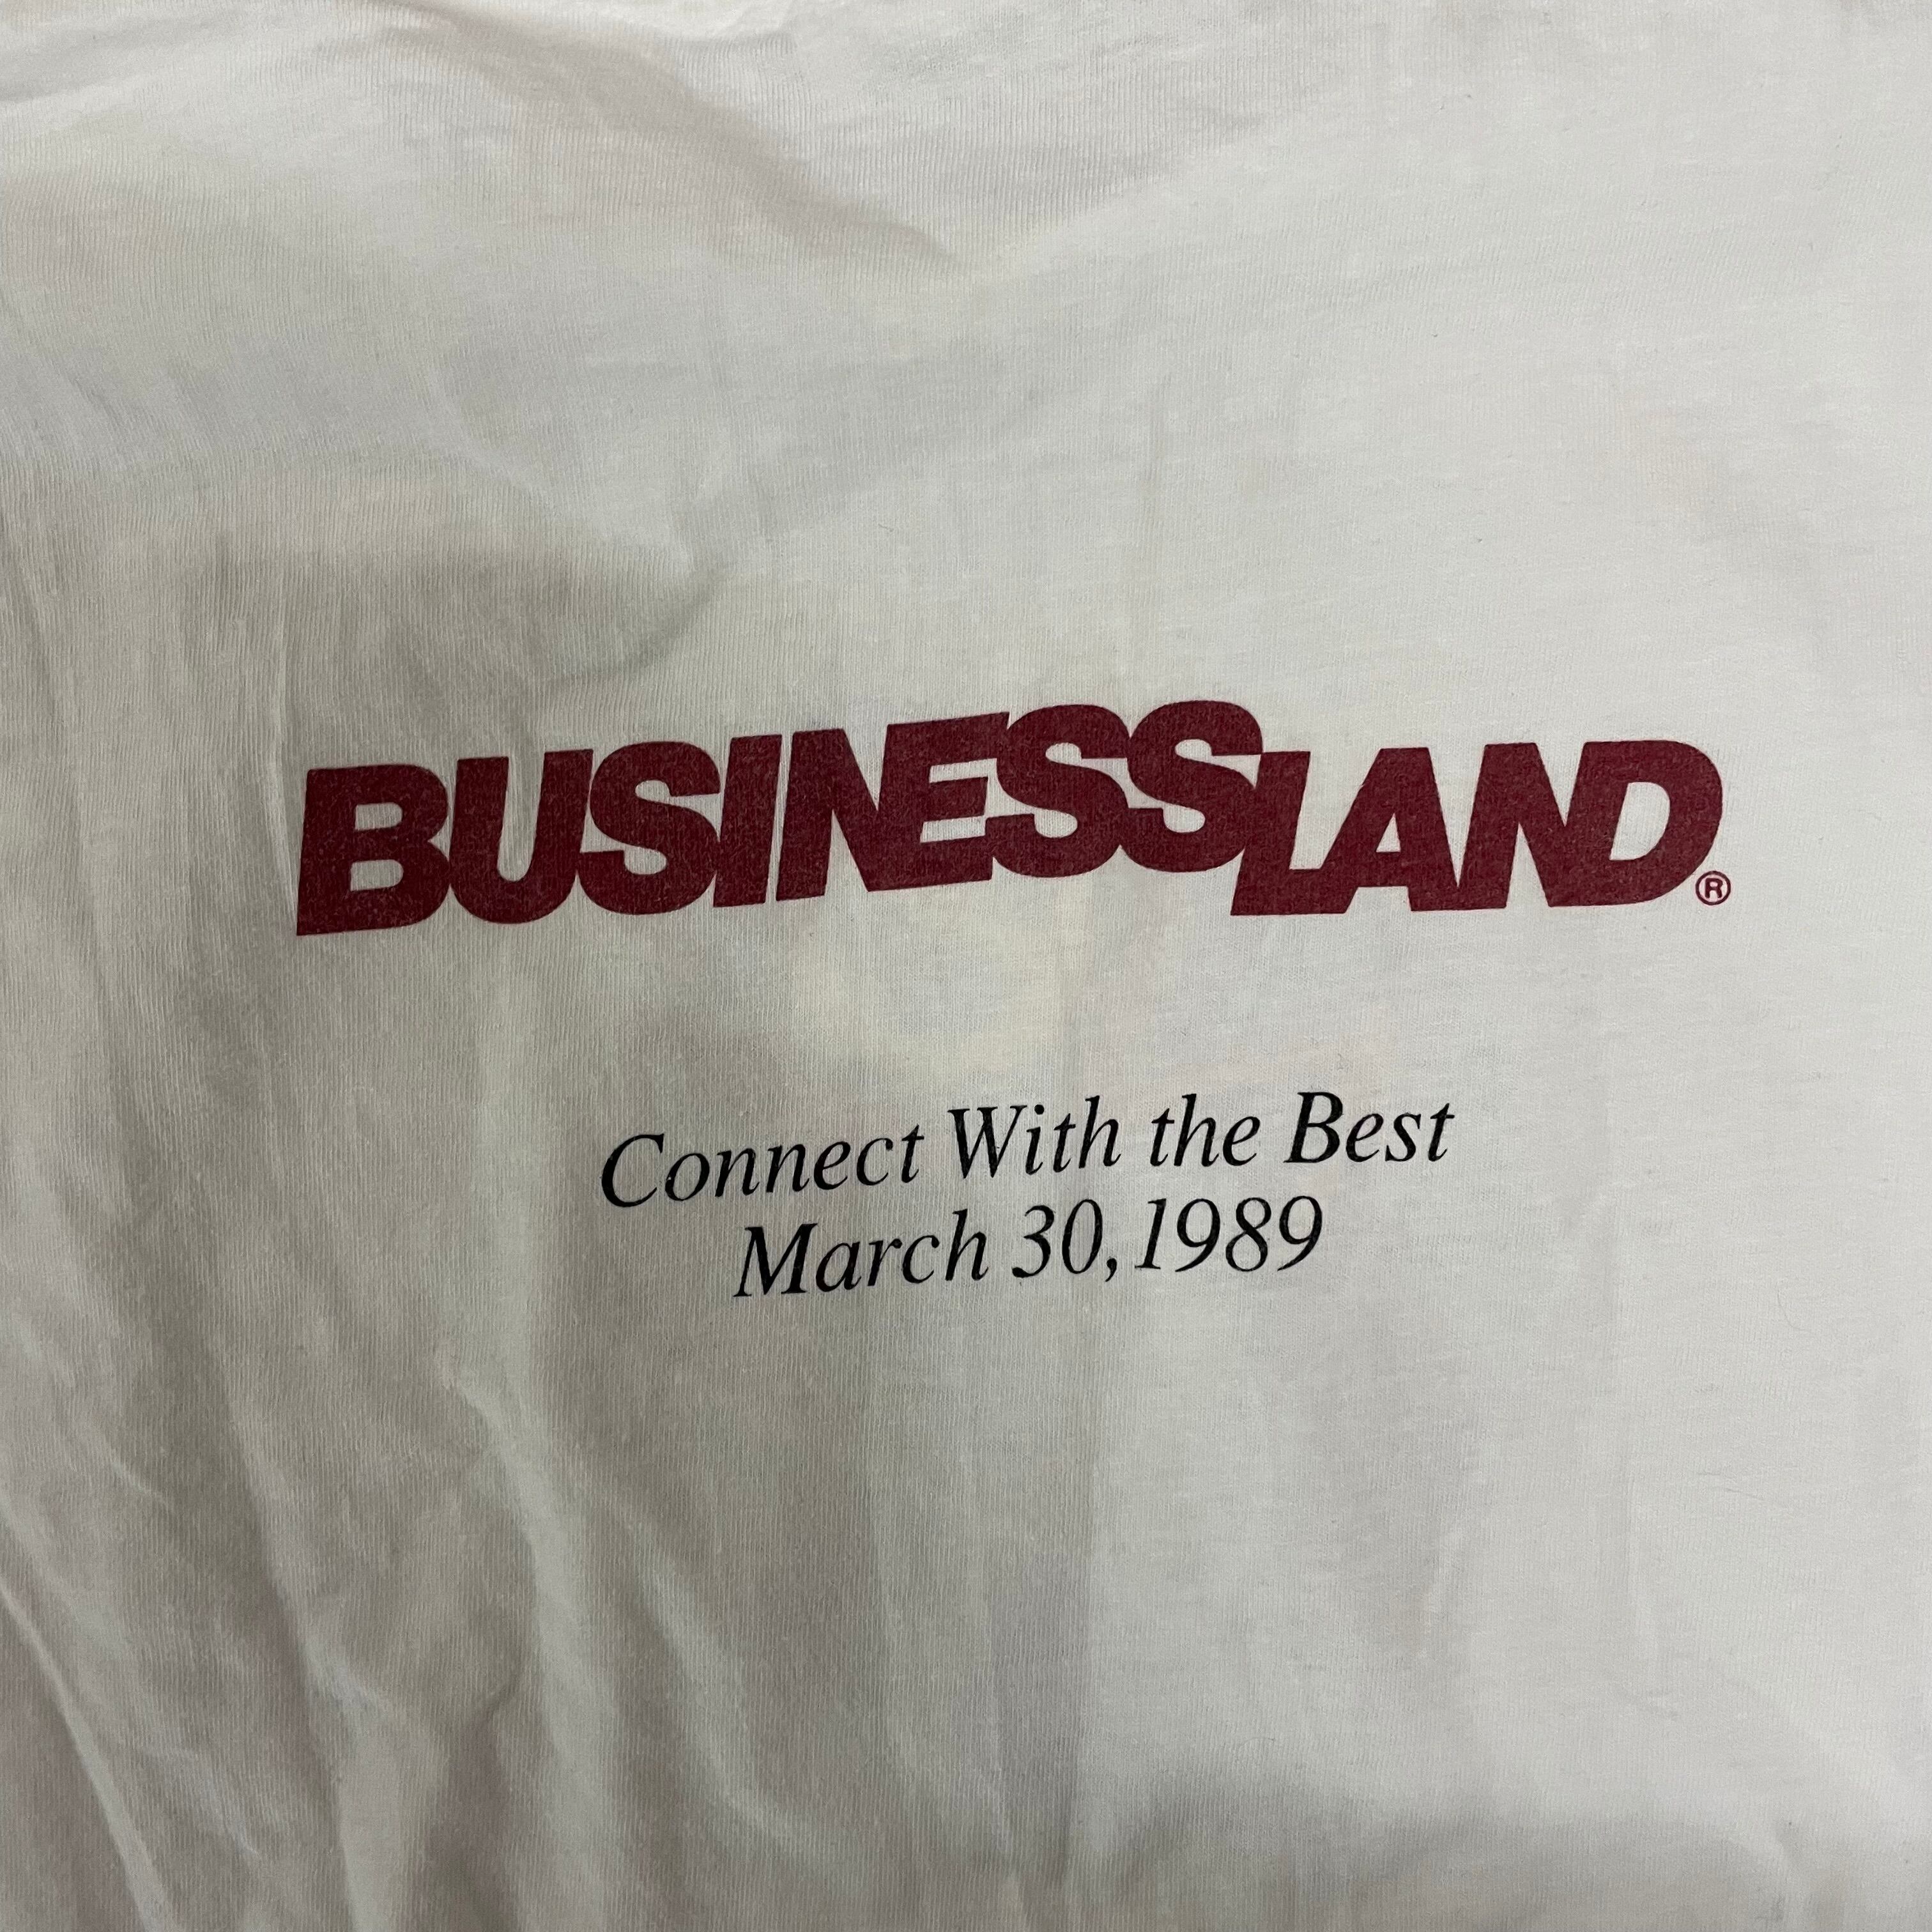 BUSINESSLAND®
Connect With the Best
March 30, 1989